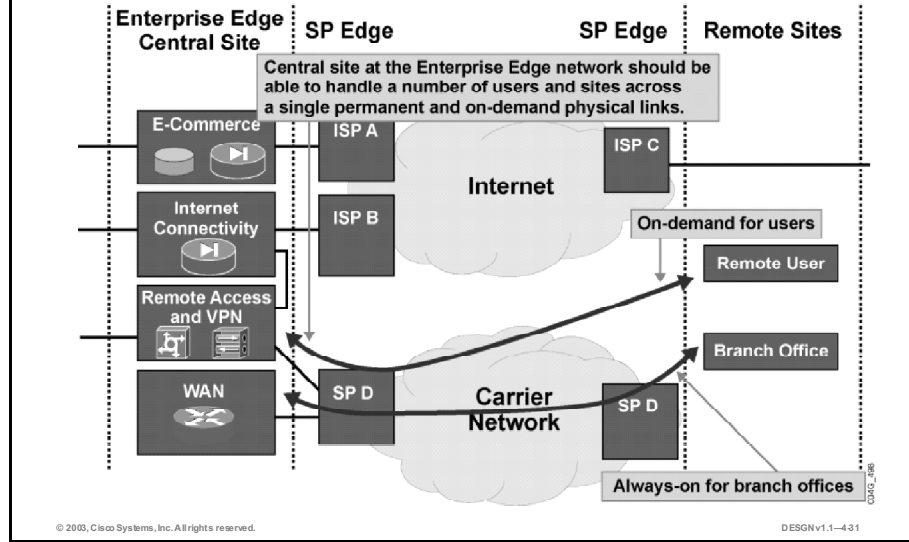 Enterprise Edge
Central Site
SP Edge
SP Edge
Remote Sites
Central site at the Enterprise Edge network should be
able to handle a number of users and sites across
a single permanent and on-demand physical links.
E-Commerce
ISP A
ISP C
Internet
Internet
Connectivity
ISP B
On-demand for users
Remote User
Remote Access
and VPN
Branch Office
WAN
SP D
Carrier
Network
SP D
Always-on for branch offices
© 2003, Cisco Systems, Inc. All rights reserved.
DESGN v1.1—4-31